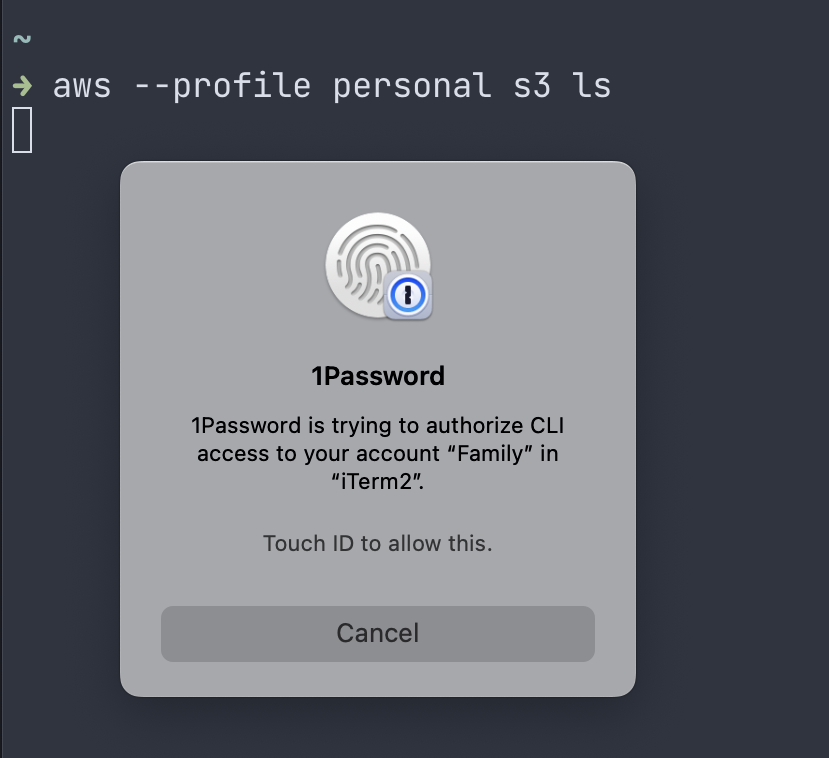 ~
➜ aws --profile personal s3 ls
1Password
1Password is trying to authorize CLI
access to your account “Family” in
“iTerm2”.
Touch ID to allow this.
Cancel